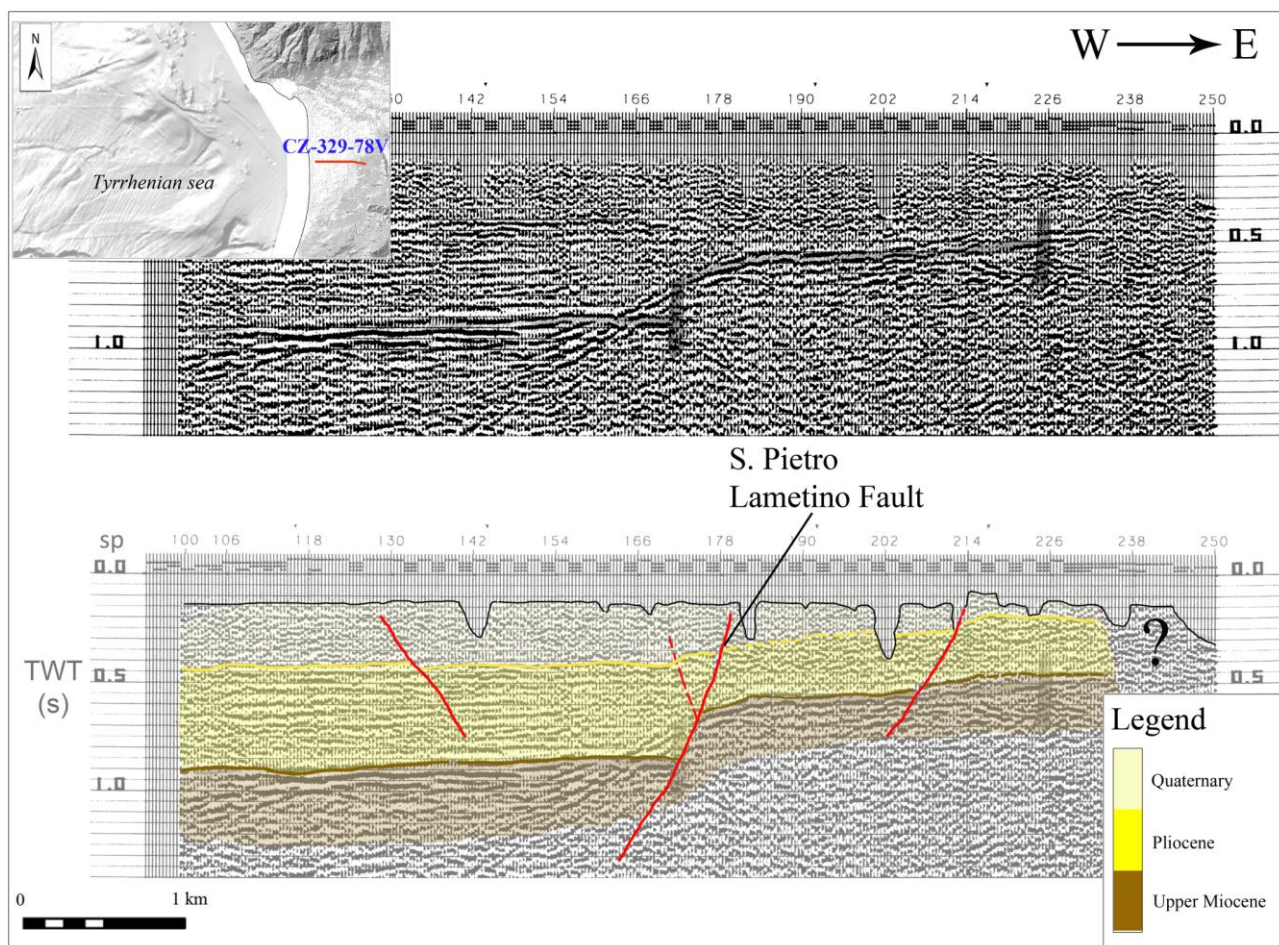 N
CZ-329-78V
Tyrrhenian sea
W E
142 154 166 178 190 202 214 226 238 250
0.0
0.5
1.0 1.0
S. Pietro
Lametino Fault
sp 100 106 118 130 142 154 166 178 190 202 214 226 238 250
0.0 0.0
?
TWT 0.5 0.5
(s)
1.0
Legend
Quaternary
Pliocene
Upper Miocene
0 1 km